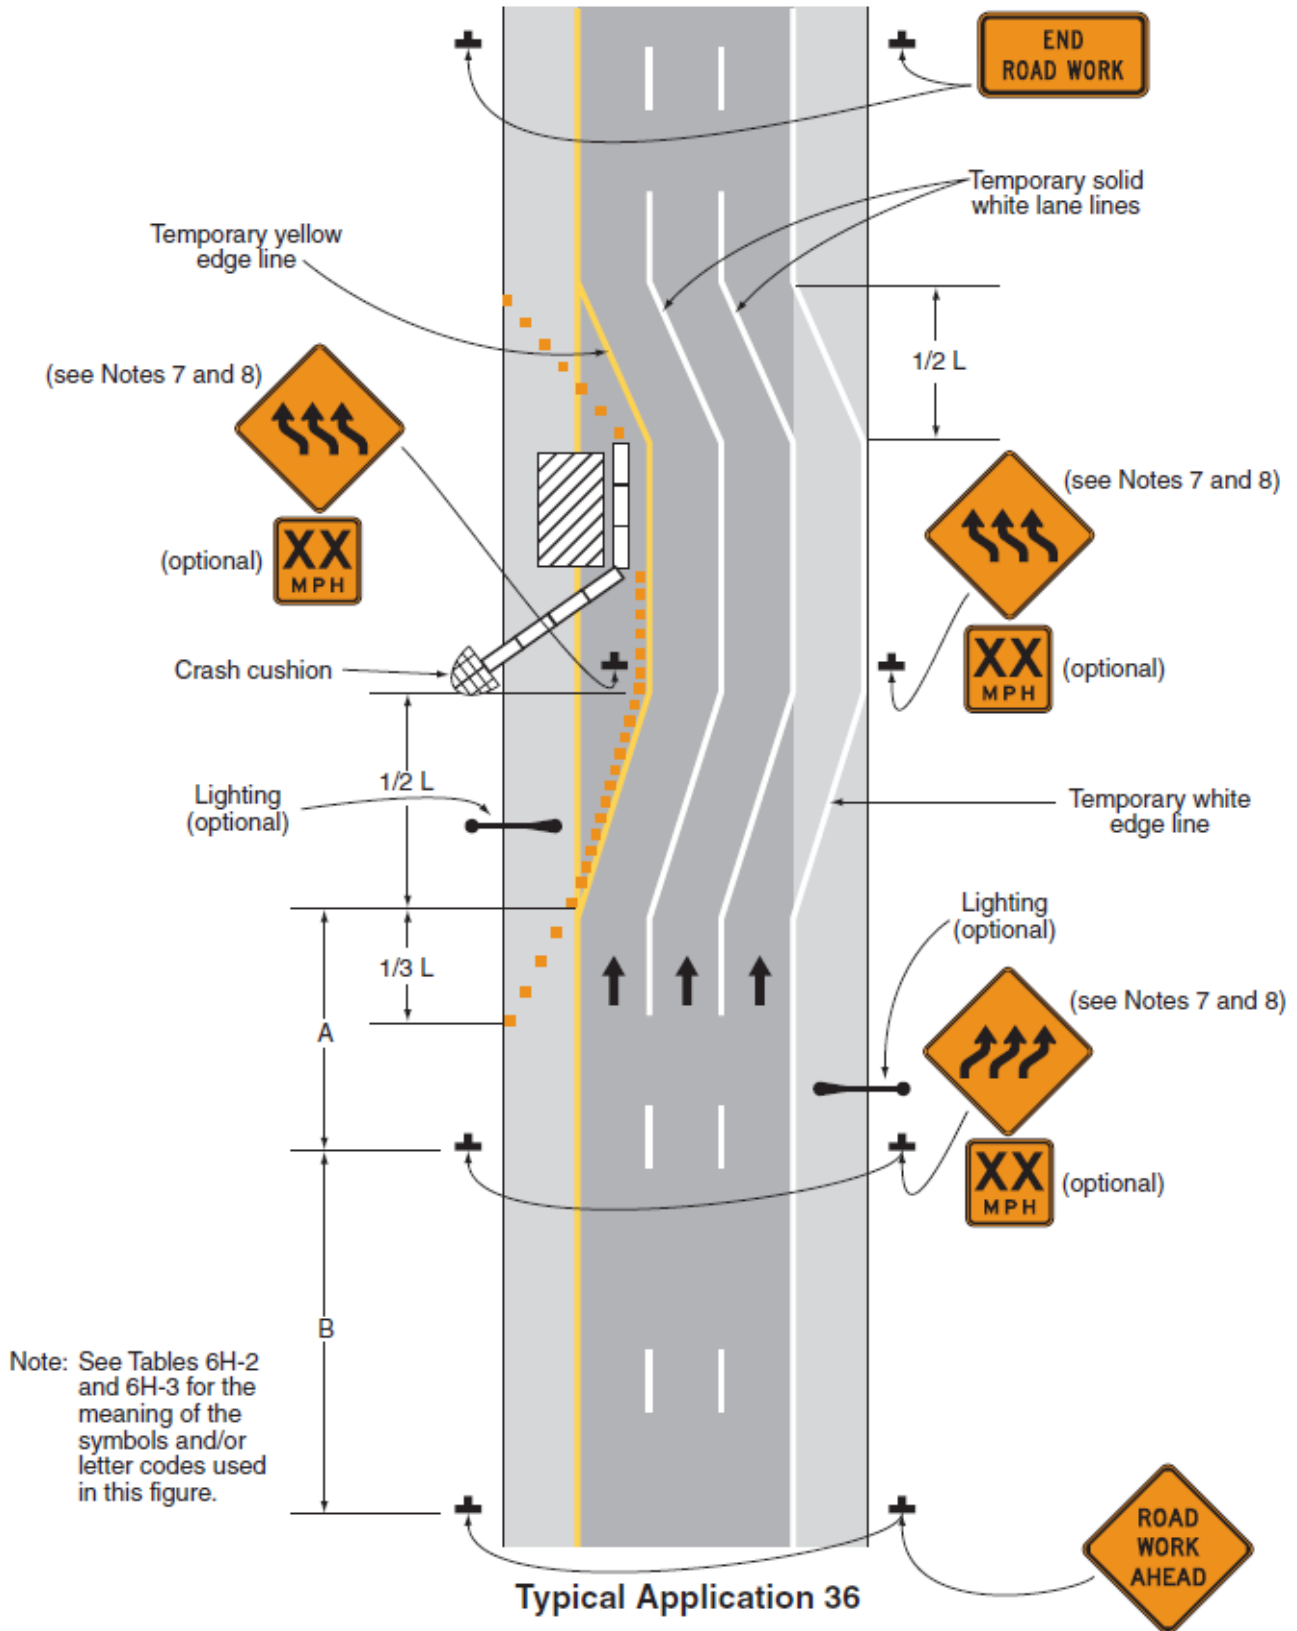 END
ROAD WORK
Temporary solid
white lane lines
Temporary yellow
edge line
1/2 L
(see Notes 7 and 8)
XX
MPH
(optional)
(see Notes 7 and 8)
XX
MPH
(optional)
Crash cushion
1/2 L
Lighting
(optional)
Temporary white
edge line
Lighting
(optional)
1/3 L
(see Notes 7 and 8)
A
XX
MPH
(optional)
B
Note: See Tables 6H-2
and 6H-3 for the
meaning of the
symbols and/or
letter codes used
in this figure.
ROAD
WORK
AHEAD
Typical Application 36